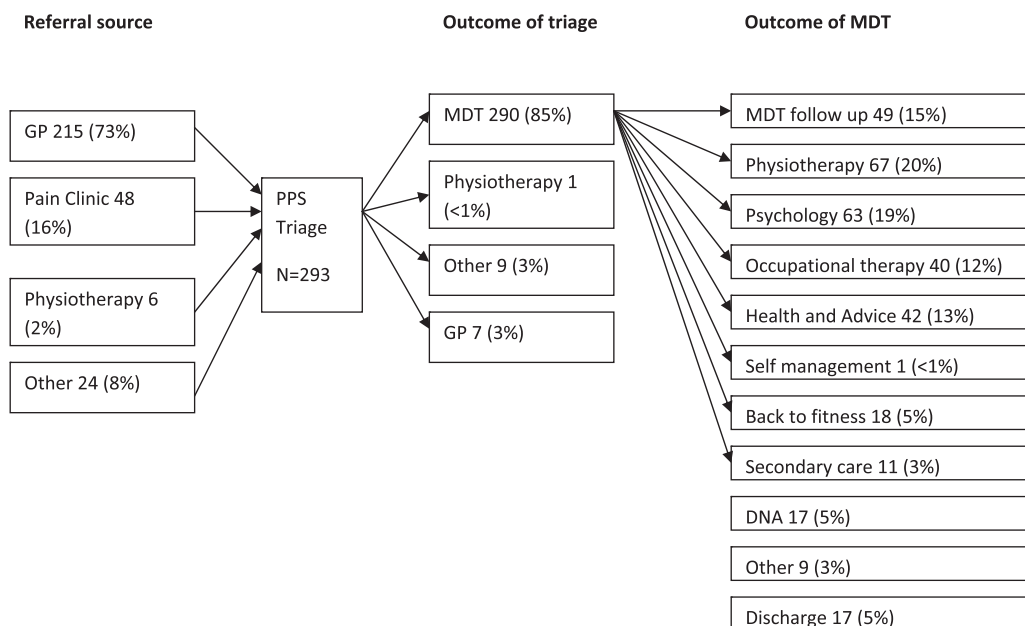 Referral source
Outcome of triage
Outcome of MDT
GP 215 (73%)
Pain Clinic 48
(16%)
Physiotherapy 6
(2%)
Other 24 (8%)
PPS
Triage
N=293
MDT 290 (85%)
Physiotherapy 1
(<1%)
Other 9 (3%)
GP 7 (3%)
MDT follow up 49 (15%)
Physiotherapy 67 (20%)
Psychology 63 (19%)
Occupational therapy 40 (12%)
Health and Advice 42 (13%)
Self management 1 (<1%)
Back to fitness 18 (5%)
Secondary care 11 (3%)
DNA 17 (5%)
Other 9 (3%)
Discharge 17 (5%)